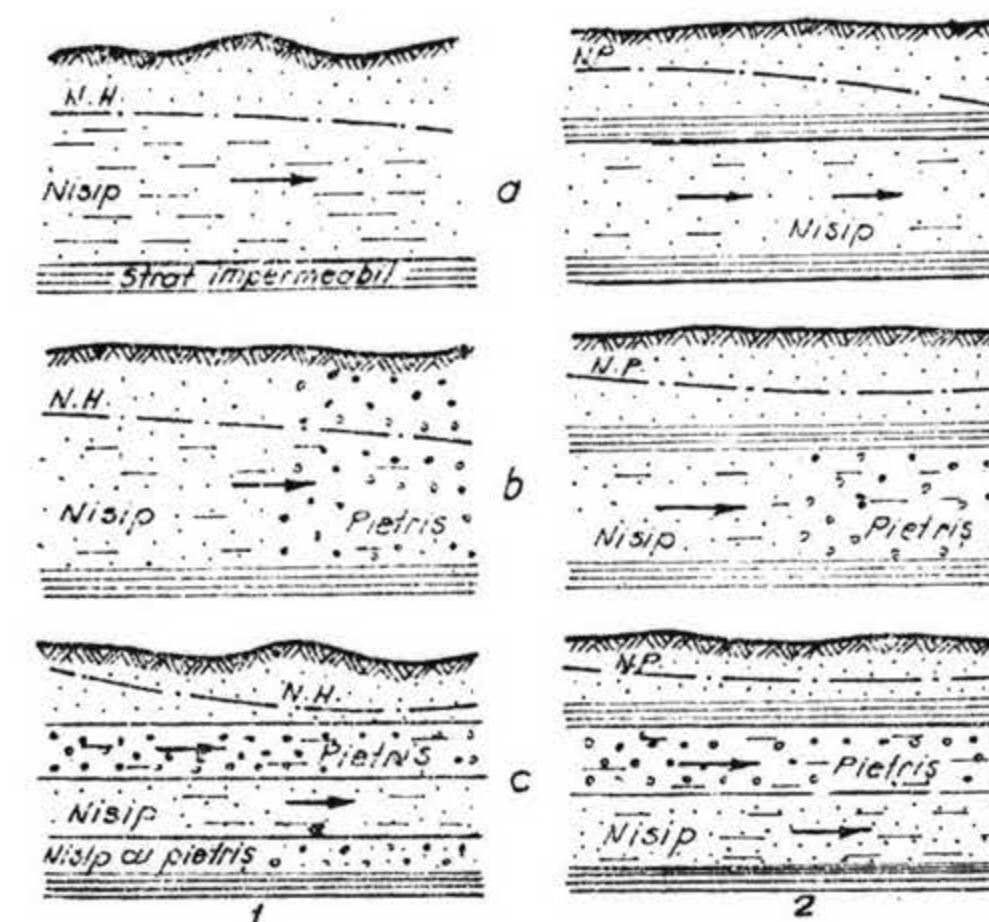 N.H.
Nisip
Strat impermeabil
a
N.P.
Nisip
N.H.
Nisip
Pietris
b
N.P.
Nisip
Pietris
N.H.
Pietris
Nisip
Nisip cu pietris
1
c
N.P.
Pietris
Nisip
2